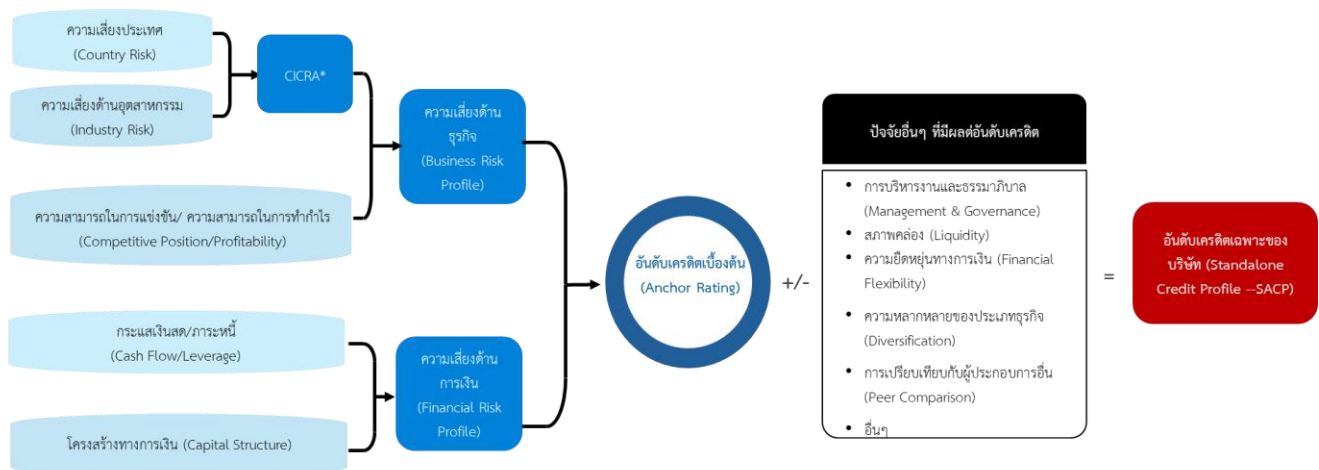 ความเสี่ยงประเทศ
(Country Risk)
ความเสี่ยงด้านอุตสาหกรรม
(Industry Risk)
CICRA*
ความสามารถในการแข่งขัน/ ความสามารถในการทำกำไร
(Competitive Position/Profitability)
ความเสี่ยงด้าน
ธุรกิจ
(Business Risk
Profile)
กระแสเงินสด/ภาระหนี้
(Cash Flow/Leverage)
โครงสร้างทางการเงิน (Capital Structure)
ความเสี่ยงด้าน
การเงิน
(Financial Risk
Profile)
อันดับเครดิตเบื้องต้น
(Anchor Rating)
+/-
ปัจจัยอื่นๆ ที่มีผลต่อันดับเครดิต
• การบริหารงานและธรรมาภิบาล
(Management & Governance)
• สภาพคล่อง (Liquidity)
• ความยืดหยุ่นทางการเงิน (Financial
Flexibility)
• ความหลากหลายของประเภทธุรกิจ
(Diversification)
• การเปรียบเทียบกับผู้ประกอบการอื่น
(Peer Comparison)
• อื่นๆ
=
อันดับเครดิตเฉพาะของ
บริษัท (Standalone
Credit Profile --SACP)